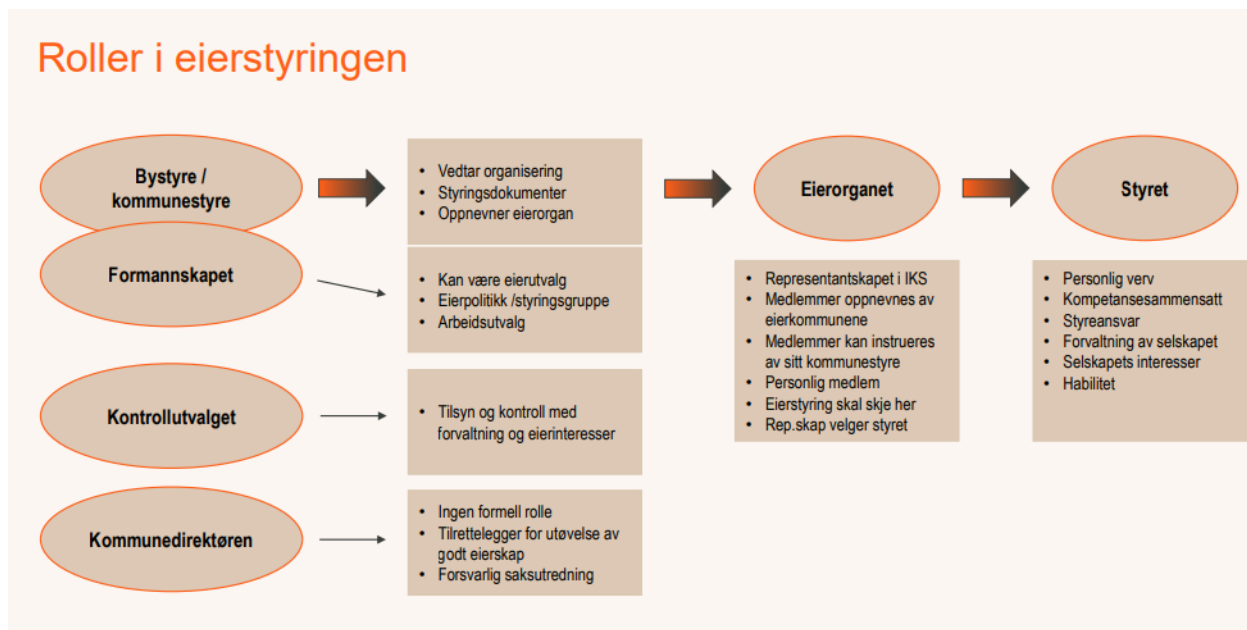 Roller i eierstyringen
Bystyre /
kommunestyre
• Vedtar organisering
• Styringsdokumenter
• Oppnevner eierorgan
Eierorganet
Styret
Formannskapet
• Kan være eierutvalg
• Eierpolitikk /styringsgruppe
• Arbeidsutvalg
• Representantskapet i IKS
• Medlemmer oppnevnes av
eierkommunene
• Medlemmer kan instrueres
av sitt kommunestyre
• Personlig medlem
• Eierstyring skal skje her
• Rep.skap velger styret
• Personlig verv
• Kompetansesammensatt
• Styreansvar
• Forvaltning av selskapet
• Selskapets interesser
• Habilitet
Kontrollutvalget
• Tilsyn og kontroll med
forvaltning og eierinteresser
Kommunedirektøren
• Ingen formell rolle
• Tilrettelegger for utøvelse av
godt eierskap
• Forsvarlig saksutredning